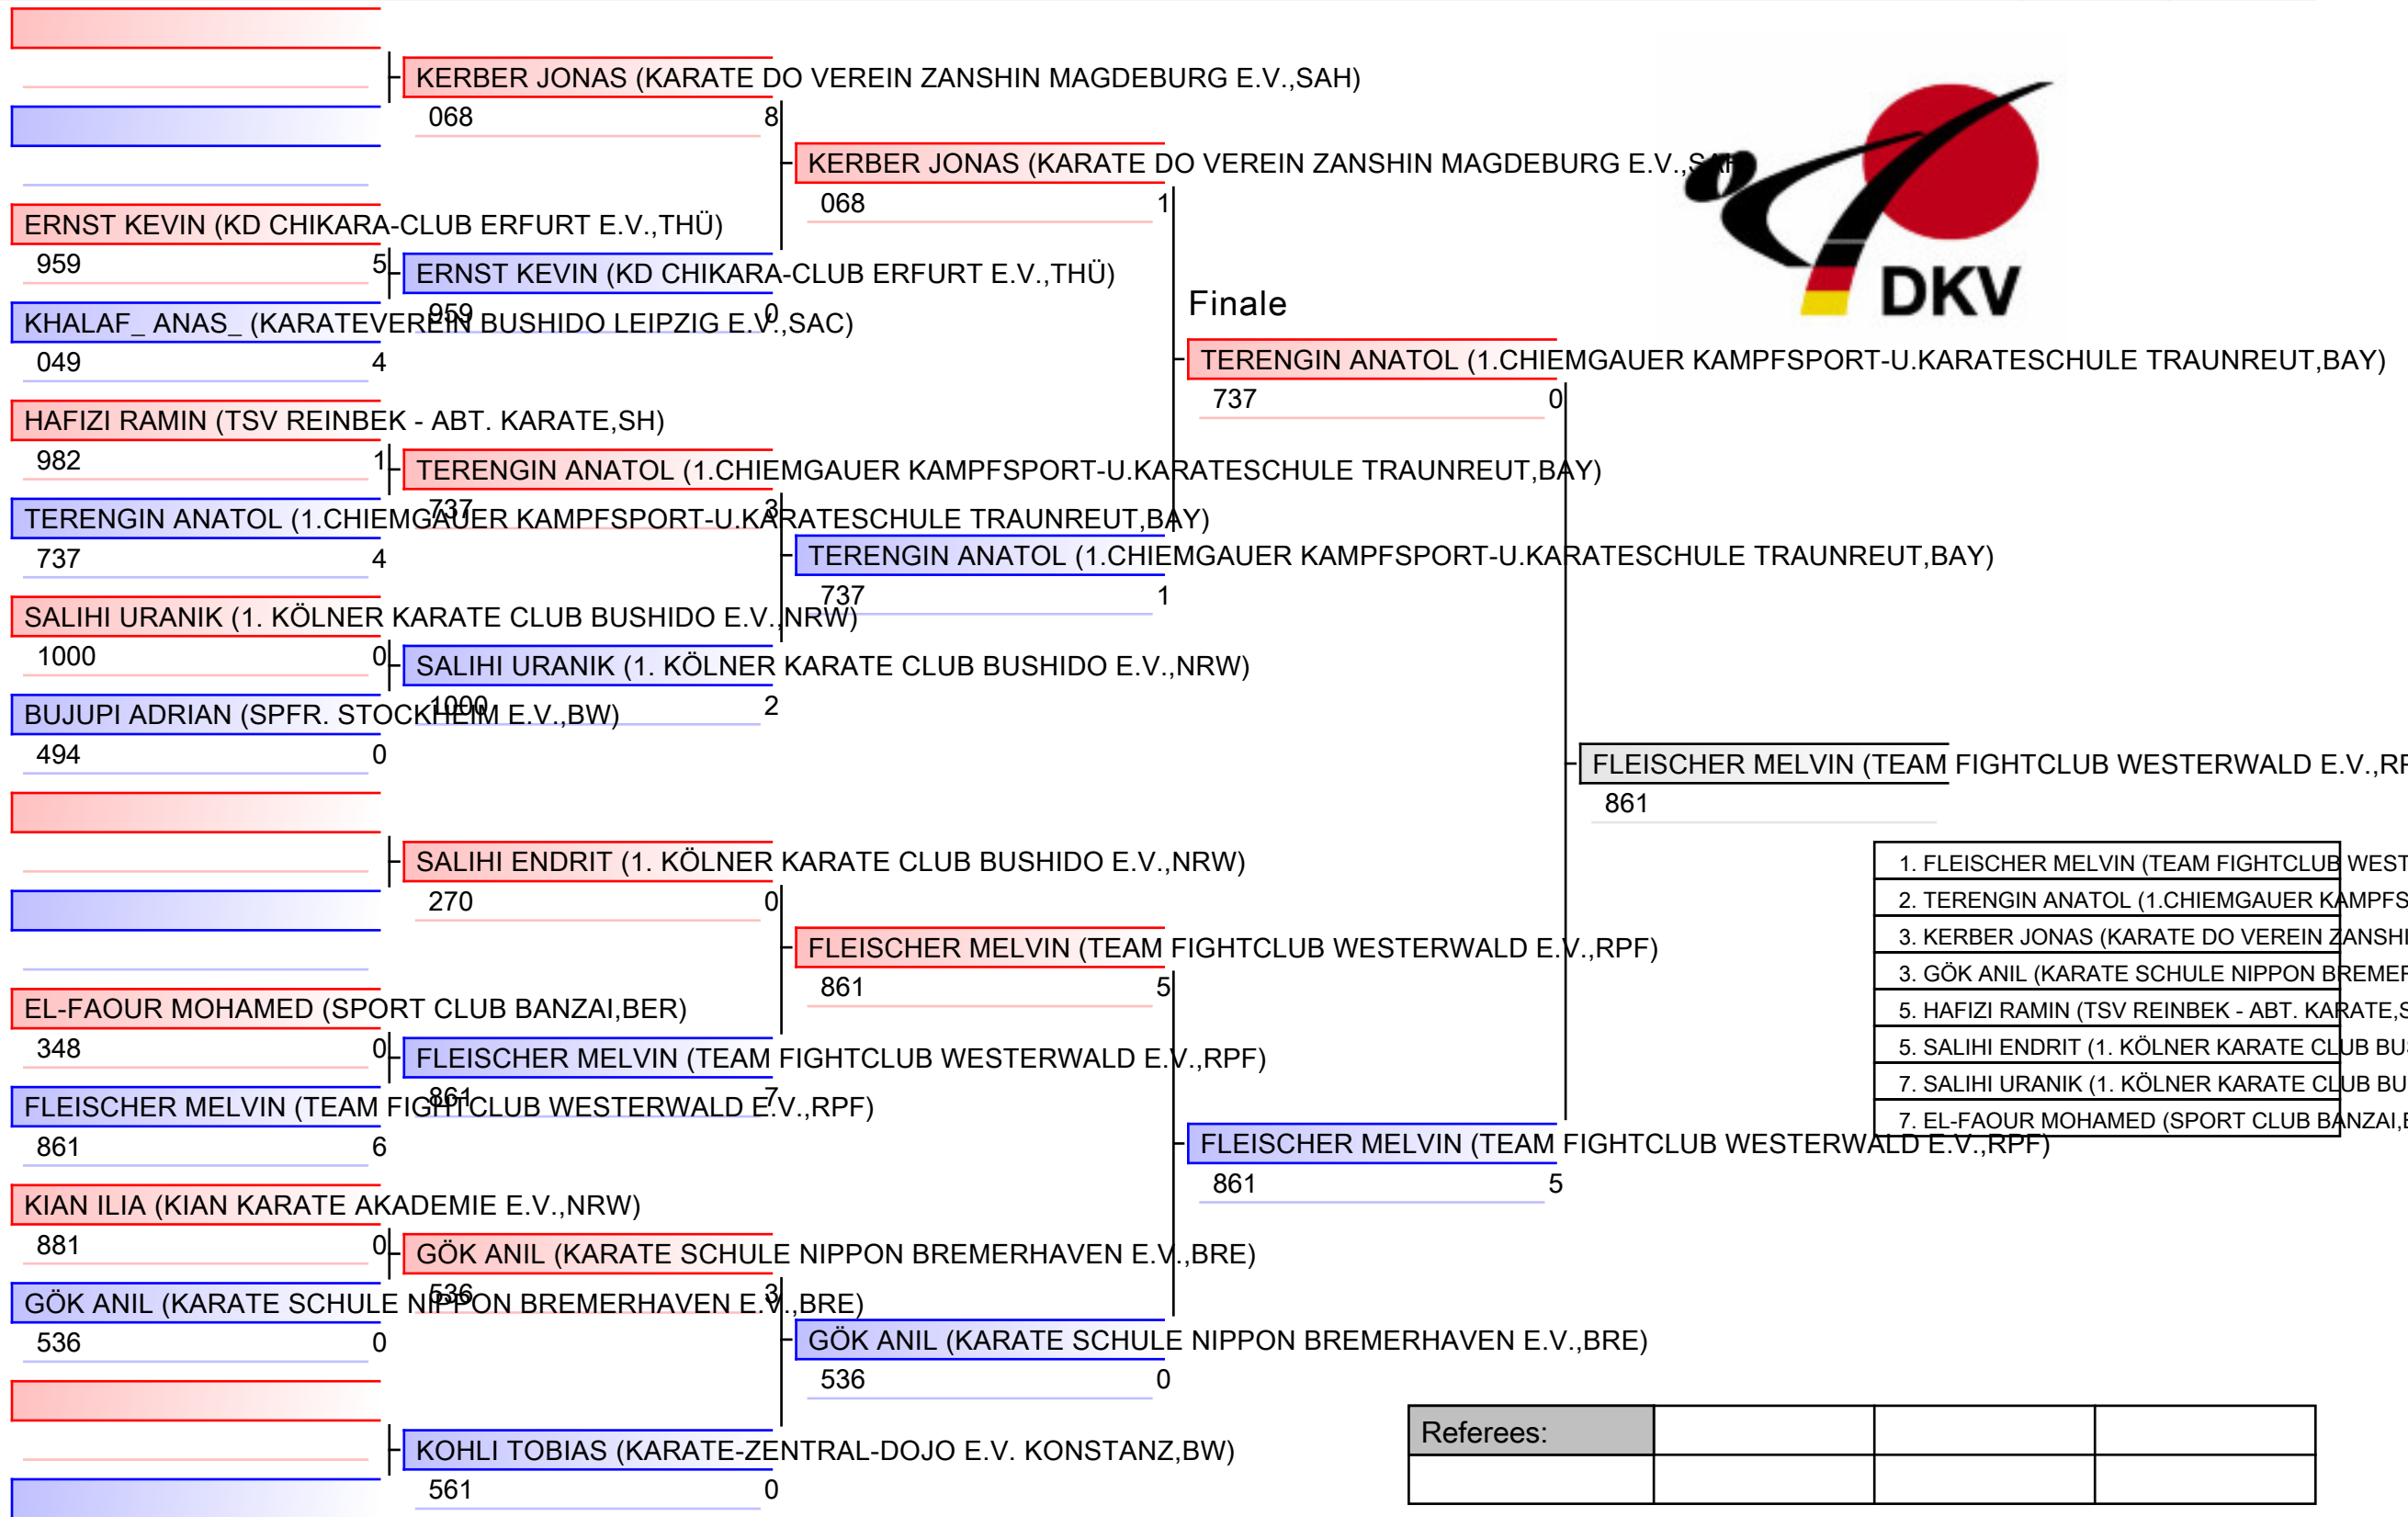 KERBER JONAS (KARATE DO VEREIN ZANSHIN MAGDEBURG E.V.,SAH)
068 8
ERNST KEVIN (KD CHIKARA-CLUB ERFURT E.V.,THÜ)
959 5
KHALAF_ ANAS_ (KARATEVEREIN BUSHIDO LEIPZIG E.V.,SAC)
049 4
ERNST KEVIN (KD CHIKARA-CLUB ERFURT E.V.,THÜ)
959 0
HAFIZI RAMIN (TSV REINBEK - ABT. KARATE,SH)
982 1
TERENGIN ANATOL (1.CHIEMGAUER KAMPFSPORT-U.KARATESCHULE TRAUNREUT,BAY)
737 4
TERENGIN ANATOL (1.CHIEMGAUER KAMPFSPORT-U.KARATESCHULE TRAUNREUT,BAY)
737 3
SALIHI URANIK (1. KÖLNER KARATE CLUB BUSHIDO E.V.,NRW)
1000 0
BUJUPI ADRIAN (SPFR. STOCKHEIM E.V.,BW)
494 0
SALIHI URANIK (1. KÖLNER KARATE CLUB BUSHIDO E.V.,NRW)
1000 2
SALIHI ENDRIT (1. KÖLNER KARATE CLUB BUSHIDO E.V.,NRW)
270 0
EL-FAOUR MOHAMED (SPORT CLUB BANZAI,BER)
348 0
FLEISCHER MELVIN (TEAM FIGHTCLUB WESTERWALD E.V.,RPF)
861 6
FLEISCHER MELVIN (TEAM FIGHTCLUB WESTERWALD E.V.,RPF)
861 7
KIAN ILIA (KIAN KARATE AKADEMIE E.V.,NRW)
881 0
GÖK ANIL (KARATE SCHULE NIPPON BREMERHAVEN E.V.,BRE)
536 0
GÖK ANIL (KARATE SCHULE NIPPON BREMERHAVEN E.V.,BRE)
536 3
KOHLI TOBIAS (KARATE-ZENTRAL-DOJO E.V. KONSTANZ,BW)
561 0
KERBER JONAS (KARATE DO VEREIN ZANSHIN MAGDEBURG E.V.,SAH
068 1
TERENGIN ANATOL (1.CHIEMGAUER KAMPFSPORT-U.KARATESCHULE TRAUNREUT,BAY)
737 1
FLEISCHER MELVIN (TEAM FIGHTCLUB WESTERWALD E.V.,RPF)
861 5
GÖK ANIL (KARATE SCHULE NIPPON BREMERHAVEN E.V.,BRE)
536 0
Finale
TERENGIN ANATOL (1.CHIEMGAUER KAMPFSPORT-U.KARATESCHULE TRAUNREUT,BAY)
737 0
FLEISCHER MELVIN (TEAM FIGHTCLUB WESTERWALD E.V.,RPF)
861 5
DKV
FLEISCHER MELVIN (TEAM FIGHTCLUB WESTERWALD E.V.,
861
1. FLEISCHER MELVIN (TEAM FIGHTCLUB WEST
2. TERENGIN ANATOL (1.CHIEMGAUER KAMPFS
3. KERBER JONAS (KARATE DO VEREIN ZANSHI
3. GÖK ANIL (KARATE SCHULE NIPPON BREMER
5. HAFIZI RAMIN (TSV REINBEK - ABT. KARATE,S
5. SALIHI ENDRIT (1. KÖLNER KARATE CLUB BU
7. SALIHI URANIK (1. KÖLNER KARATE CLUB BU
7. EL-FAOUR MOHAMED (SPORT CLUB BANZAI,
Referees: